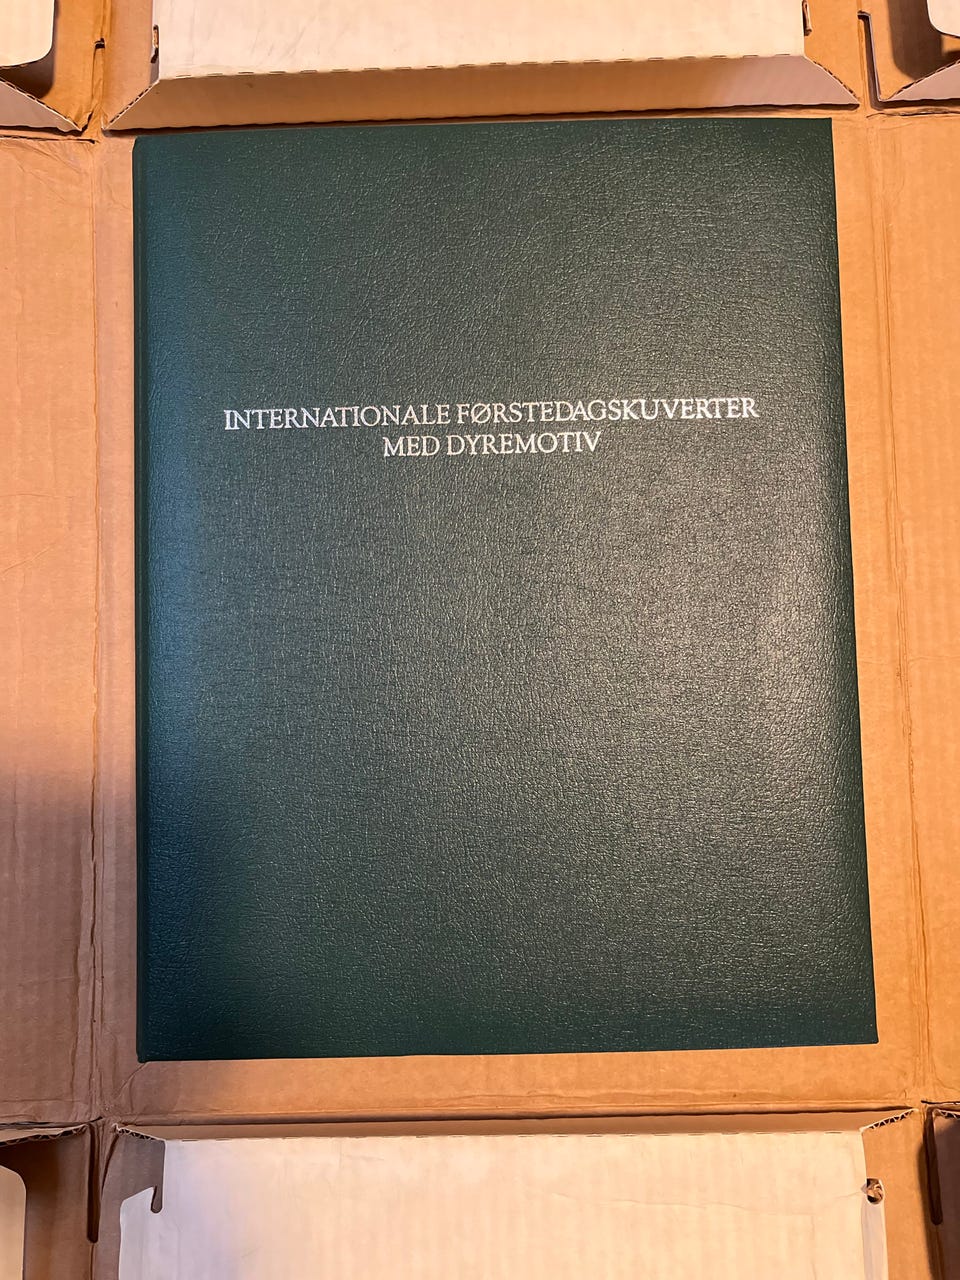 INTERNATIONALE FØRSTEDAGSKUVERTER
MED DYREMOTIV